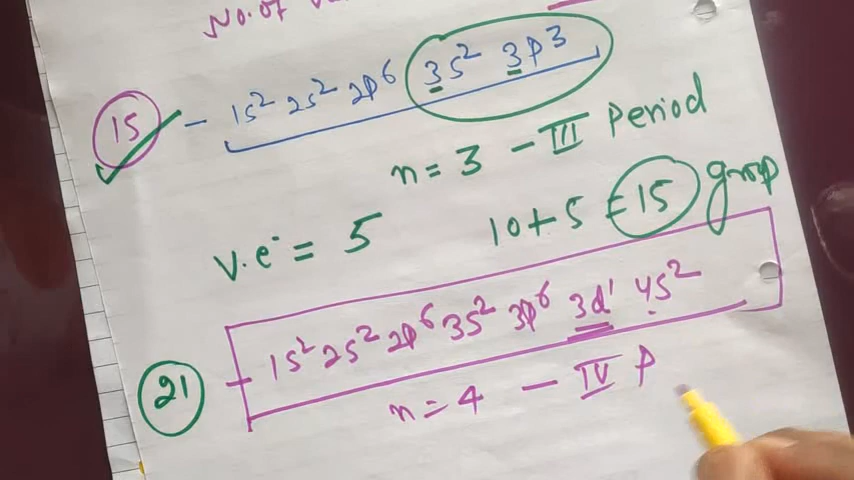 No. of
15 - 1s² 2s² 2p⁶ 3s² 3p³
n = 3 - III Period
v.e⁻ = 5 10+5 = 15 group
21 - 1s² 2s² 2p⁶ 3s² 3p⁶ 3d¹ 4s²
n = 4 - IV P